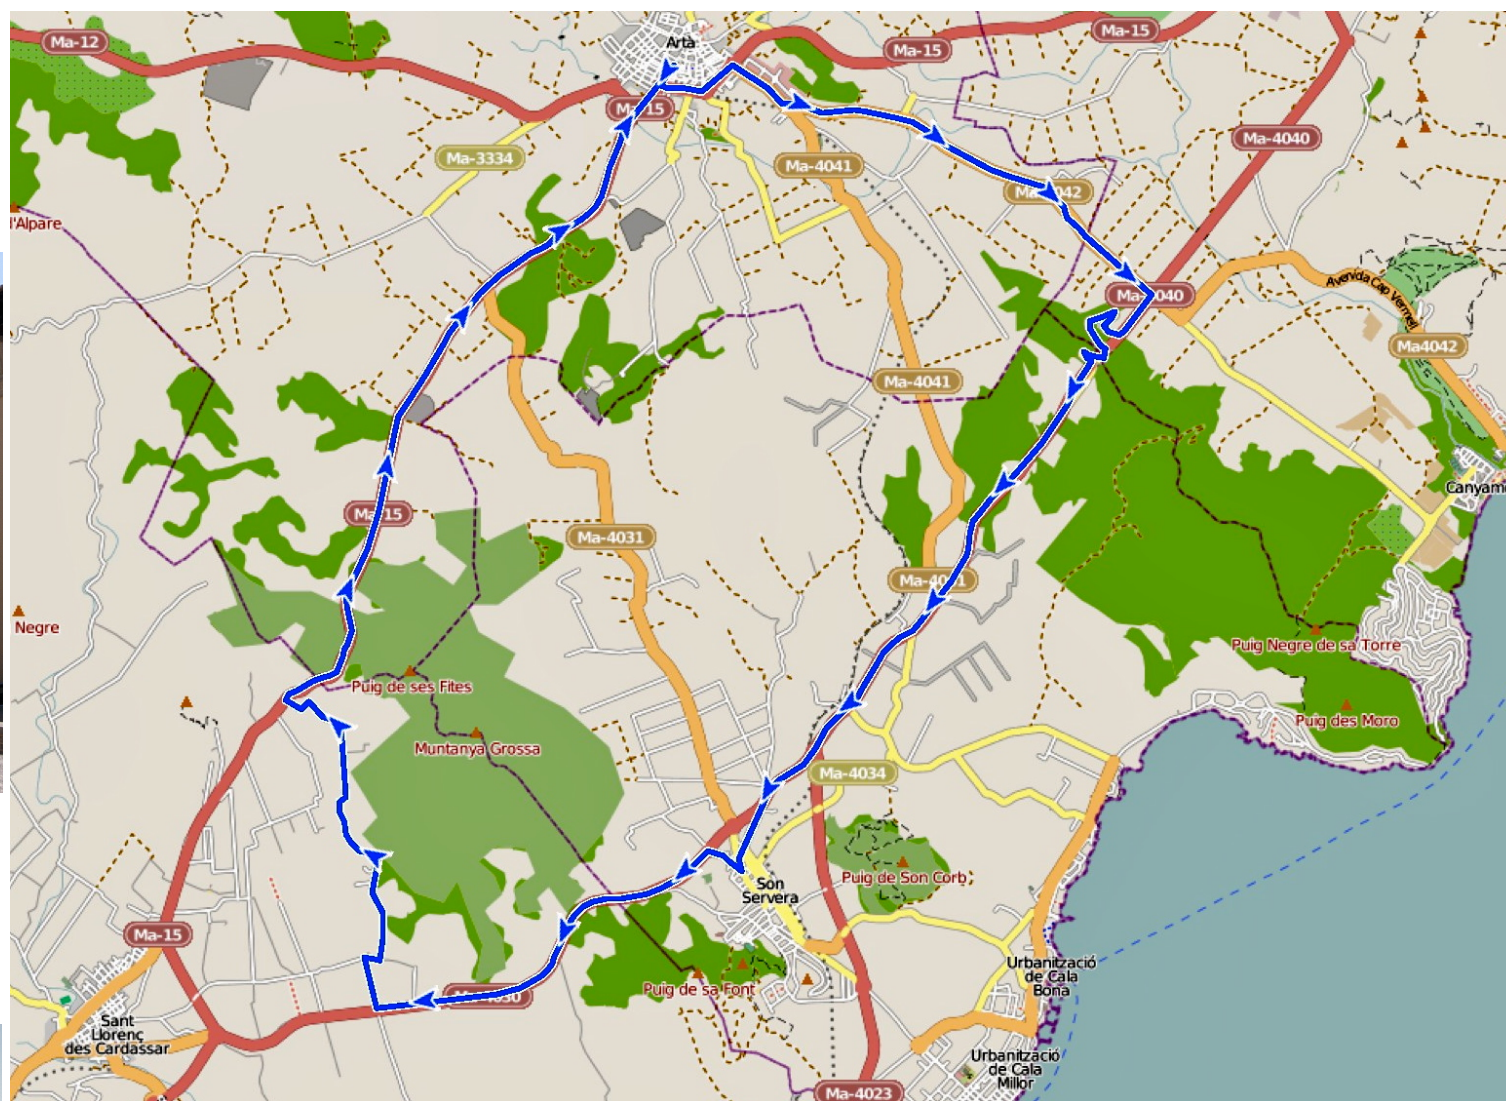 Ma-12
Artà
Ma-15
Ma-15
Ma-15
Ma-4040
Ma-3334
Ma-4041
l'Alpare
Ma-4040
Avenida Cap Vermell
Ma4042
Ma-4041
Canyam
Ma-15
Ma-4031
Negre
Puig Negre de sa Torre
Puig de ses Fites
Puig des Moro
Muntanya Grossa
Ma-4034
Puig de Son Corb
Son
Servera
Ma-15
Urbanització
de Cala
Bona
Puig de sa Font
Sant
Llorenç
des Cardassar
Urbanització
de Cala
Millor
Ma-4023